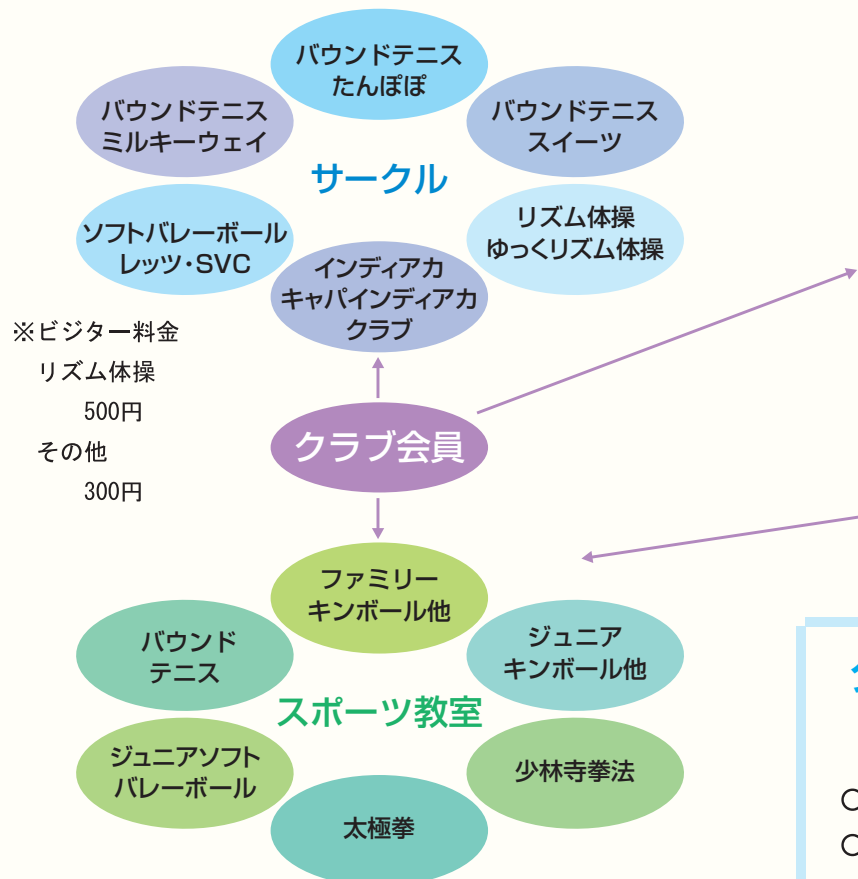 バウンドテニス
たんぽぽ
バウンドテニス
ミルキーウェイ
バウンドテニス
スイーツ
サークル
ソフトバレーボール
レッツ・SVC
リズム体操
ゆっくリズム体操
インディアカ
キャパインディアカ
クラブ
※ビジター料金
リズム体操
500円
その他
300円
クラブ会員
ファミリー
キンボール他
バウンド
テニス
ジュニア
キンボール他
スポーツ教室
ジュニアソフト
バレーボール
少林寺拳法
太極拳
○
○